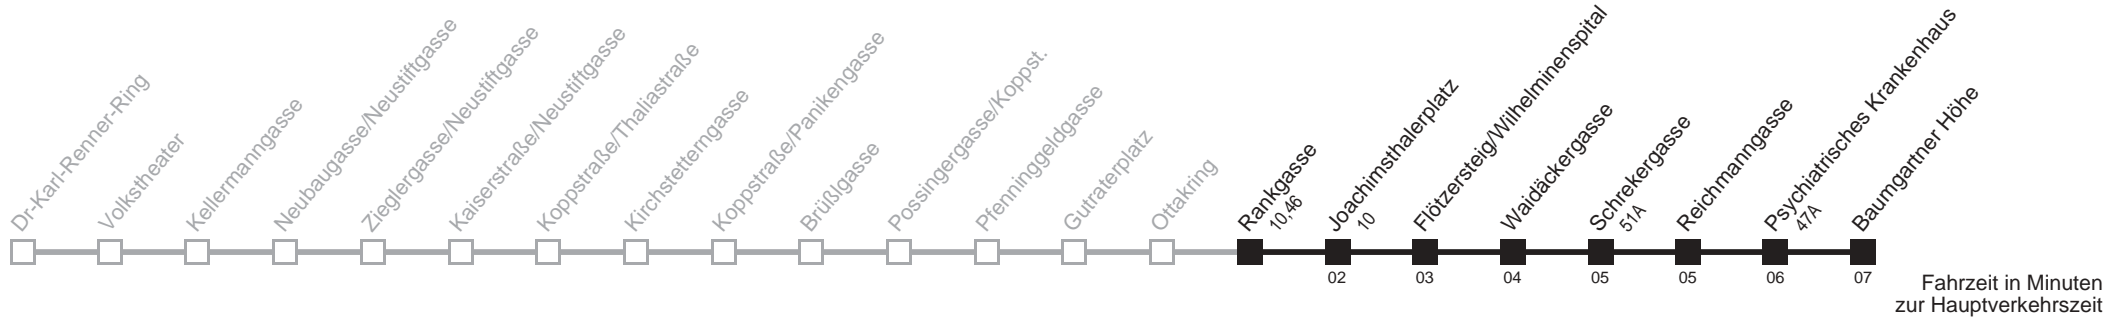 Dr-Karl-Renner-Ring
Volkstheater
Kellermanngasse
Neubaugasse/Neustiftgasse
Zieglergasse/Neustiftgasse
Kaiserstraße/Neustiftgasse
Koppstraße/Thaliastraße
Kirchstetterngasse
Koppstraße/Panikengasse
Brüßlgasse
Possingergasse/Koppst.
Pfenninggeldgasse
Gutraterplatz
Ottakring
Rankgasse
10,46
Joachimsthalerplatz
10
Flötzersteig/Wilhelminenspital
Waidäckergasse
Schrekergasse
51A
Reichmanngasse
Psychiatrisches Krankenhaus
47A
Baumgartner Höhe
02 03 04 05 05 06 07
Fahrzeit in Minuten
zur Hauptverkehrszeit